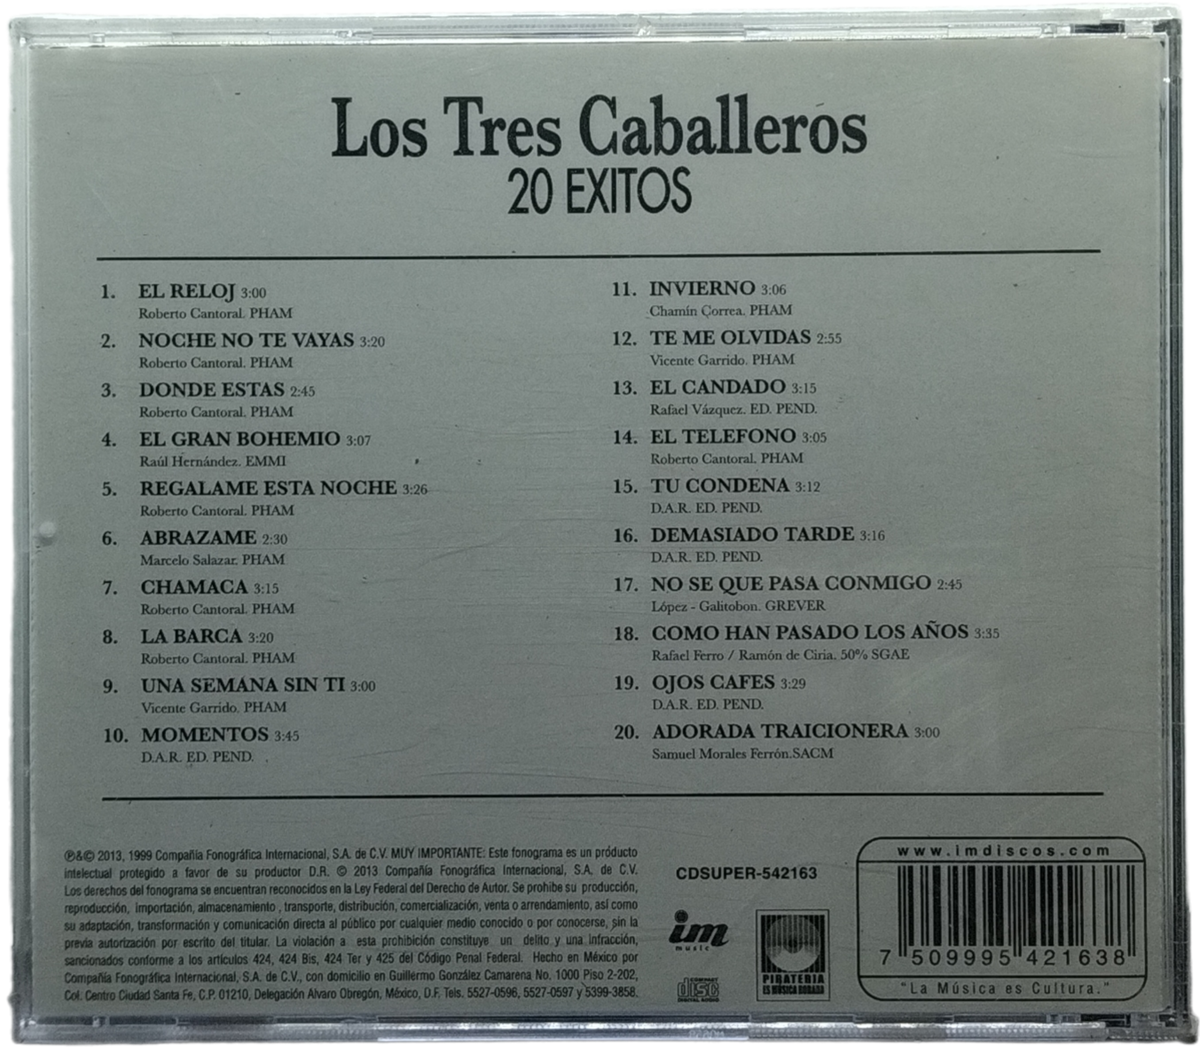 Los Tres Caballeros
20 EXITOS
1. EL RELOJ 3:00
Roberto Cantoral. PHAM
2. NOCHE NO TE VAYAS 3:20
Roberto Cantoral. PHAM
3. DONDE ESTAS 2:45
Roberto Cantoral. PHAM
4. EL GRAN BOHEMIO 3:07
Raúl Hernández. EMMI
5. REGALAME ESTA NOCHE 3:26
Roberto Cantoral. PHAM
6. ABRAZAME 2:30
Marcelo Salazar. PHAM
7. CHAMACA 3:15
Roberto Cantoral. PHAM
8. LA BARCA 3:20
Roberto Cantoral. PHAM
9. UNA SEMANA SIN TI 3:00
Vicente Garrido. PHAM
10. MOMENTOS 3:45
D.A.R. ED. PEND.
11. INVIERNO 3:06
Chamín Correa. PHAM
12. TE ME OLVIDAS 2:55
Vicente Garrido. PHAM
13. EL CANDADO 3:15
Rafael Vázquez. ED. PEND.
14. EL TELEFONO 3:05
Roberto Cantoral. PHAM
15. TU CONDENA 3:12
D.A.R. ED. PEND.
16. DEMASIADO TARDE 3:16
D.A.R. ED. PEND.
17. NO SE QUE PASA CONMIGO 2:45
López - Galitobon. GREVER
18. COMO HAN PASADO LOS AÑOS 3:35
Rafael Ferro / Ramón de Ciria. 50% SGAE
19. OJOS CAFES 3:29
D.A.R. ED. PEND.
20. ADORADA TRAICIONERA 3:00
Samuel Morales Ferrón.SACM
℗&© 2013, 1999 Compañía Fonográfica Internacional, S.A. de C.V. MUY IMPORTANTE: Este fonograma es un producto
intelectual protegido a favor de su productor D.R. © 2013 Compañía Fonográfica Internacional, S.A. de C.V.
Los derechos del fonograma se encuentran reconocidos en la Ley Federal del Derecho de Autor. Se prohibe su producción,
reproducción, importación, almacenamiento, transporte, distribución, comercialización, venta o arrendamiento, así como
su adaptación, transformación y comunicación directa al público por cualquier medio conocido o por conocerse, sin la
previa autorización por escrito del titular. La violación a esta prohibición constituye un delito y una infracción,
sancionados conforme a los artículos 424, 424 Bis, 424 Ter y 425 del Código Penal Federal. Hecho en México por
Compañía Fonográfica Internacional, S.A. de C.V., con domicilio en Guillermo González Camarena No. 1000 Piso 2-202,
Col. Centro Ciudad Santa Fe, C.P. 01210, Delegación Alvaro Obregón, México, D.F. Tels. 5527-0596, 5527-0597 y 5399-3858.
CDSUPER-542163
im
music
COMPACT
disc
DIGITAL AUDIO
PIRATERIA
ES MUSICA ROBADA
www.imdiscos.com
7 509995 421638
"La Música es Cultura."